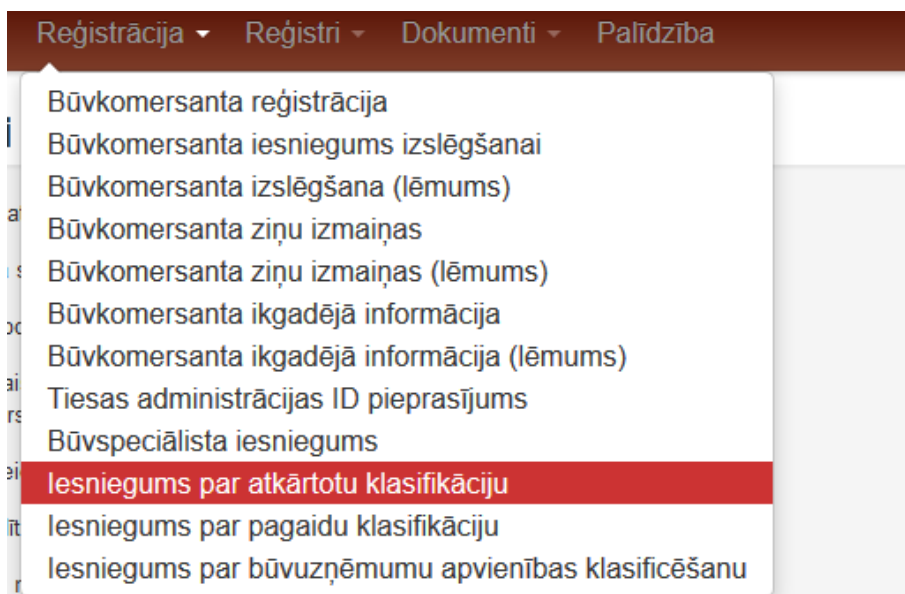 Reģistrācija Reģistri Dokumenti Palīdzība
Būvkomersanta reģistrācija
Būvkomersanta iesniegums izslēgšanai
Būvkomersanta izslēgšana (lēmums)
Būvkomersanta ziņu izmaiņas
Būvkomersanta ziņu izmaiņas (lēmums)
Būvkomersanta ikgadējā informācija
Būvkomersanta ikgadējā informācija (lēmums)
Tiesas administrācijas ID pieprasījums
Būvspeciālista iesniegums
Iesniegums par atkārtotu klasifikāciju
Iesniegums par pagaidu klasifikāciju
Iesniegums par būvuzņēmumu apvienības klasificēšanu